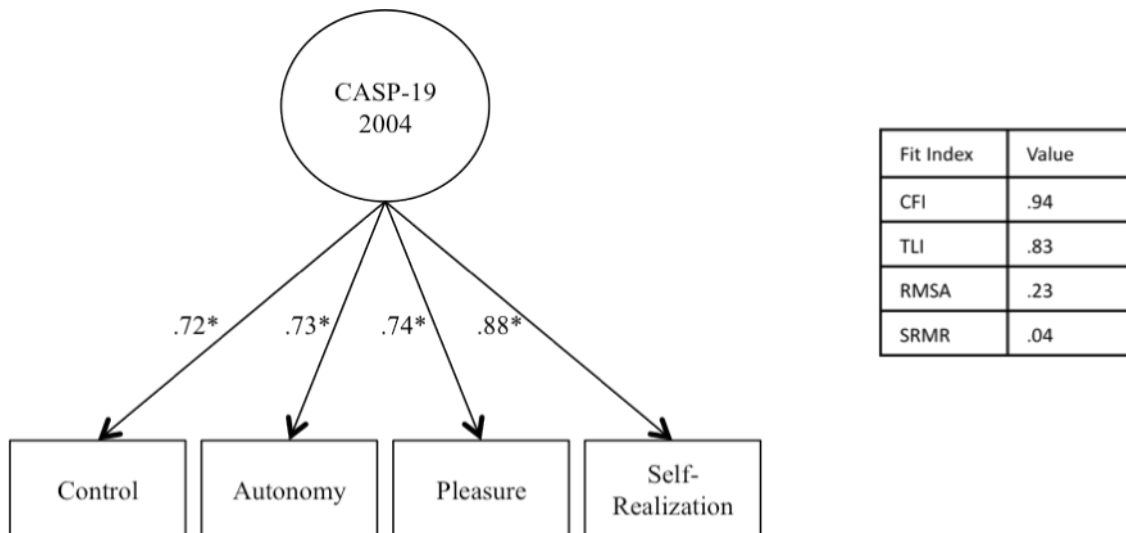 CASP-19
2004
.72*
.73*
.74*
.88*
Control
Autonomy
Pleasure
Self-
Realization
Fit Index Value
CFI .94
TLI .83
RMSA .23
SRMR .04